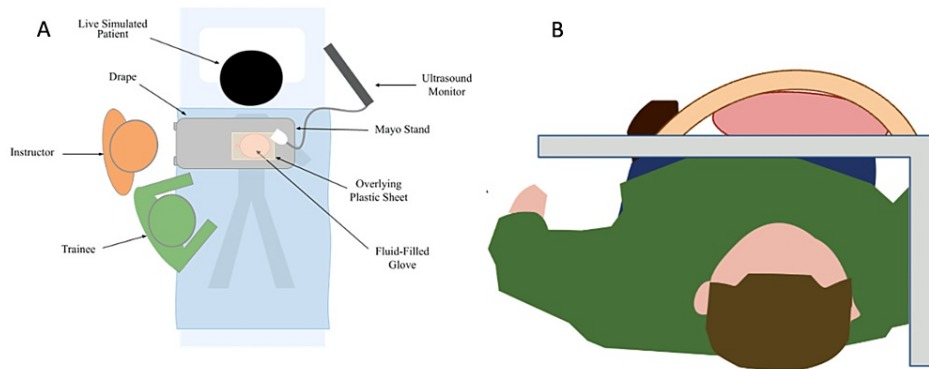 A
B
Live Simulated
Patient
Drape
Ultrasound
Monitor
Mayo Stand
Instructor
Overlying
Plastic Sheet
Trainee
Fluid-Filled
Glove